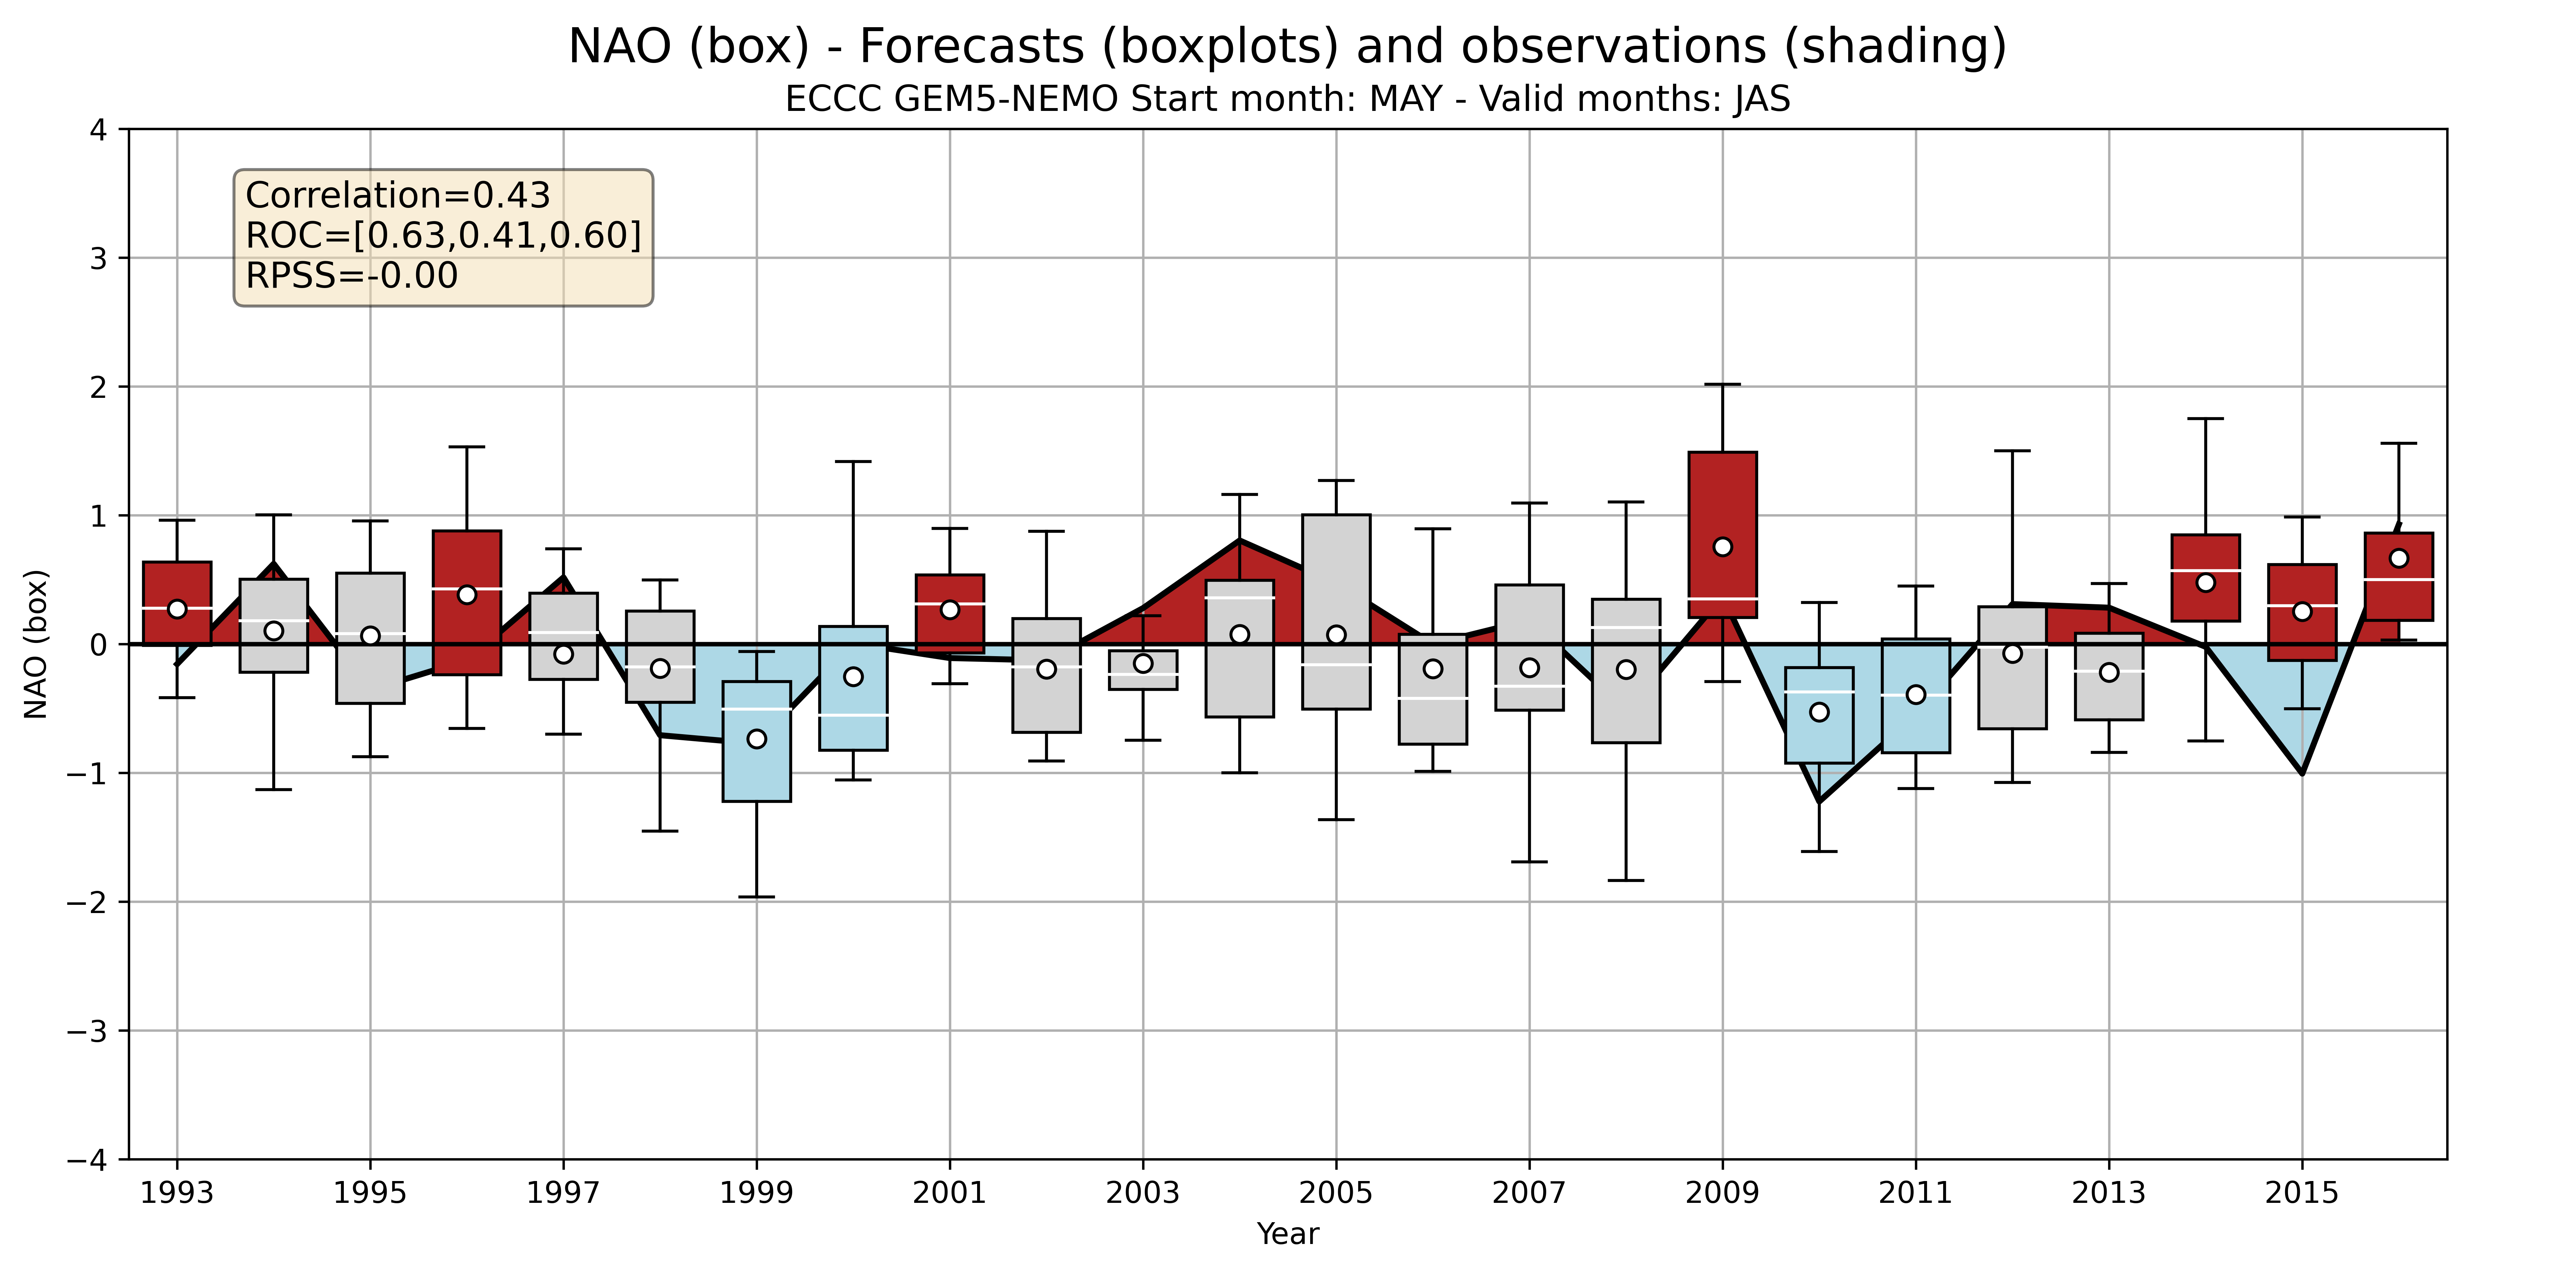 NAO (box) - Forecasts (boxplots) and observations (shading)
ECCC GEM5-NEMO Start month: MAY - Valid months: JAS
Correlation=0.43
ROC=[0.63,0.41,0.60]
RPSS=-0.00
4
3
2
1
0
−1
−2
−3
−4
NAO (box)
1993 1995 1997 1999 2001 2003 2005 2007 2009 2011 2013 2015
Year